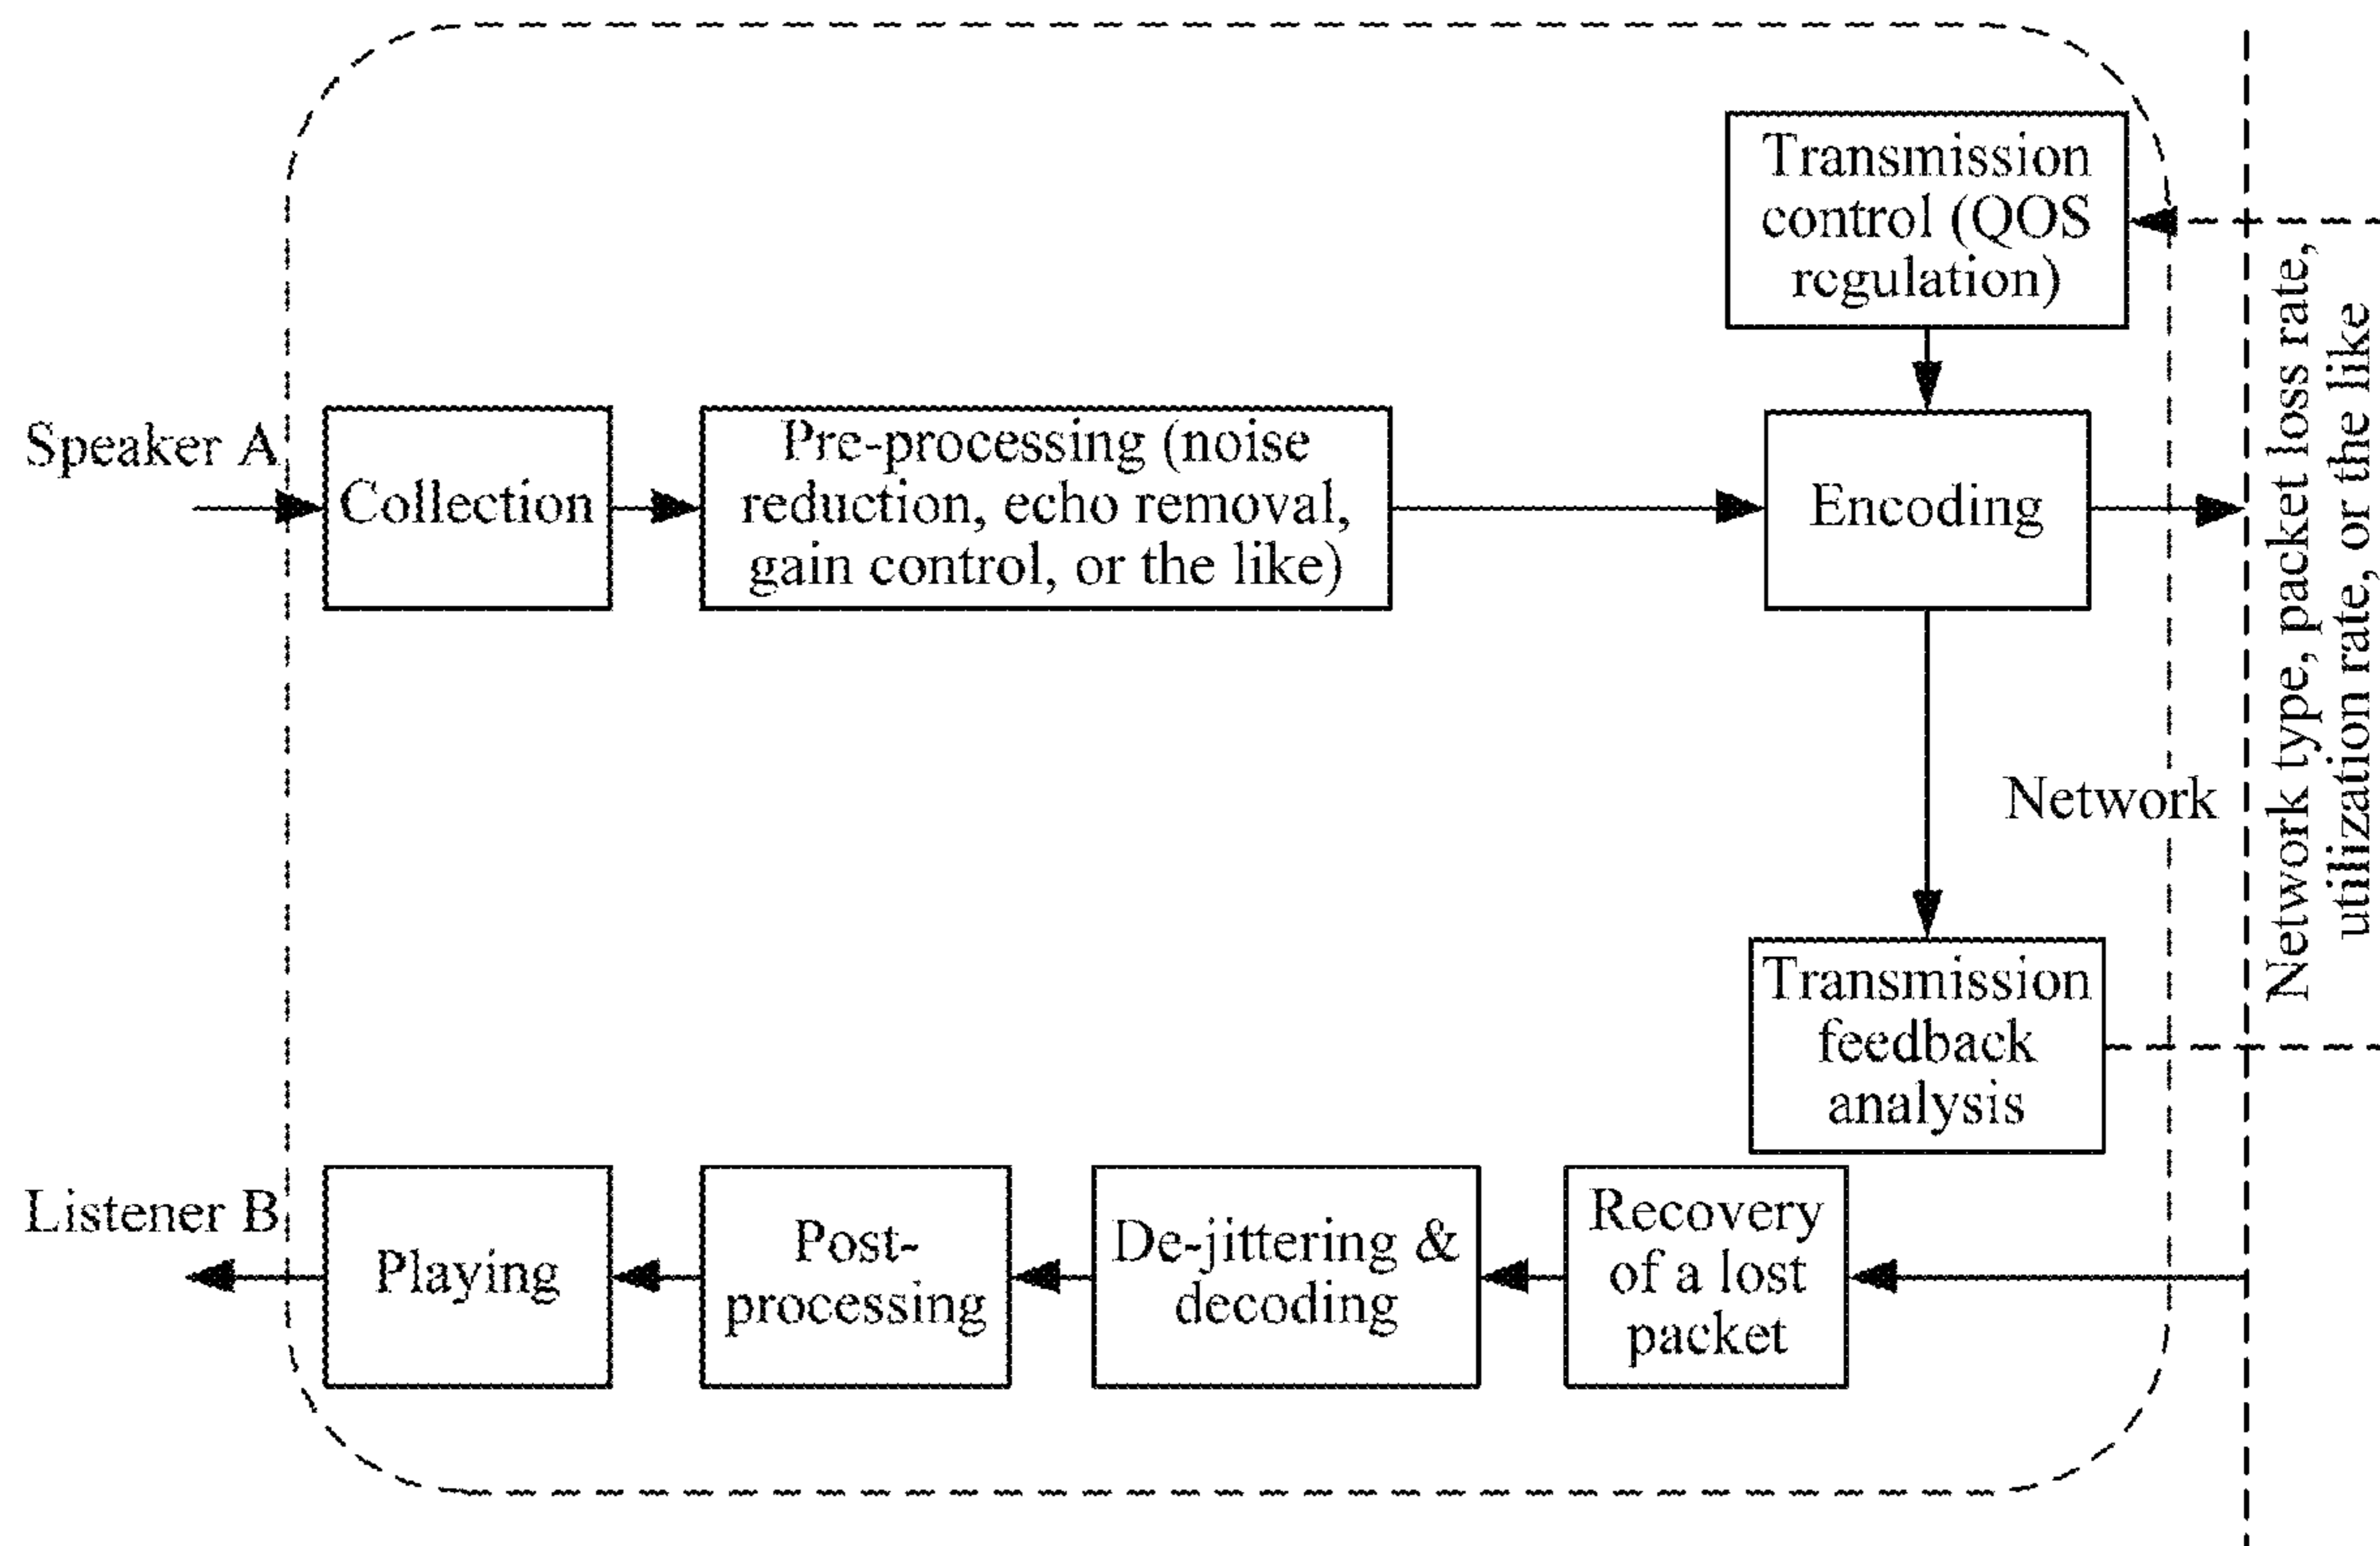 Transmission
control (QOS
regulation)
Speaker A
Collection
Pre-processing (noise
reduction, echo removal,
gain control, or the like)
Encoding
Network type, packet loss rate,
utilization rate, or the like
Network
Transmission
feedback
analysis
Listener B
Playing
Post-
processing
De-jittering &
decoding
Recovery
of a lost
packet